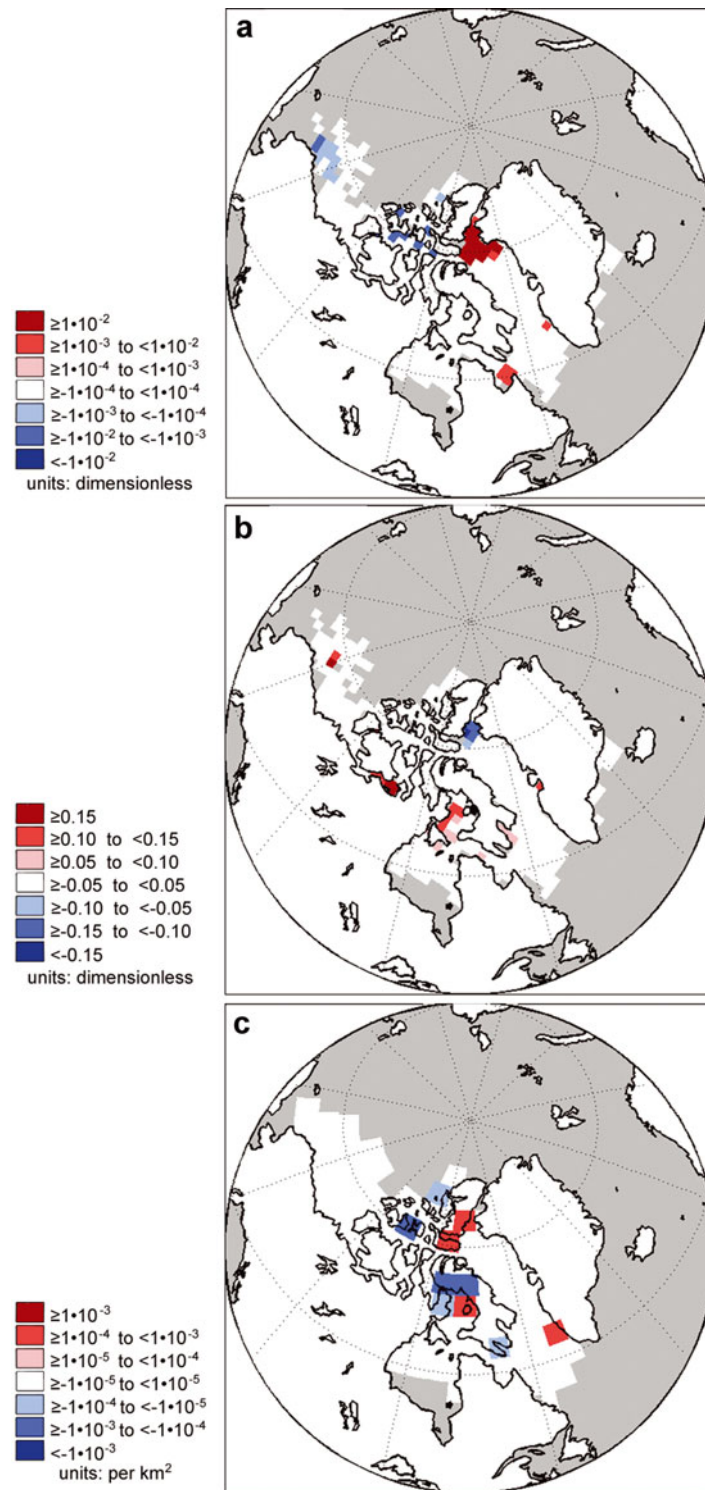 a
≥1•10⁻²
≥1•10⁻³ to <1•10⁻²
≥1•10⁻⁴ to <1•10⁻³
≥-1•10⁻⁴ to <1•10⁻⁴
≥-1•10⁻³ to <-1•10⁻⁴
≥-1•10⁻² to <-1•10⁻³
<-1•10⁻²
units: dimensionless
b
≥0.15
≥0.10 to <0.15
≥0.05 to <0.10
≥-0.05 to <0.05
≥-0.10 to <-0.05
≥-0.15 to <-0.10
<-0.15
units: dimensionless
c
≥1•10⁻³
≥1•10⁻⁴ to <1•10⁻³
≥1•10⁻⁵ to <1•10⁻⁴
≥-1•10⁻⁵ to <1•10⁻⁵
≥-1•10⁻⁴ to <-1•10⁻⁵
≥-1•10⁻³ to <-1•10⁻⁴
<-1•10⁻³
units: per km²